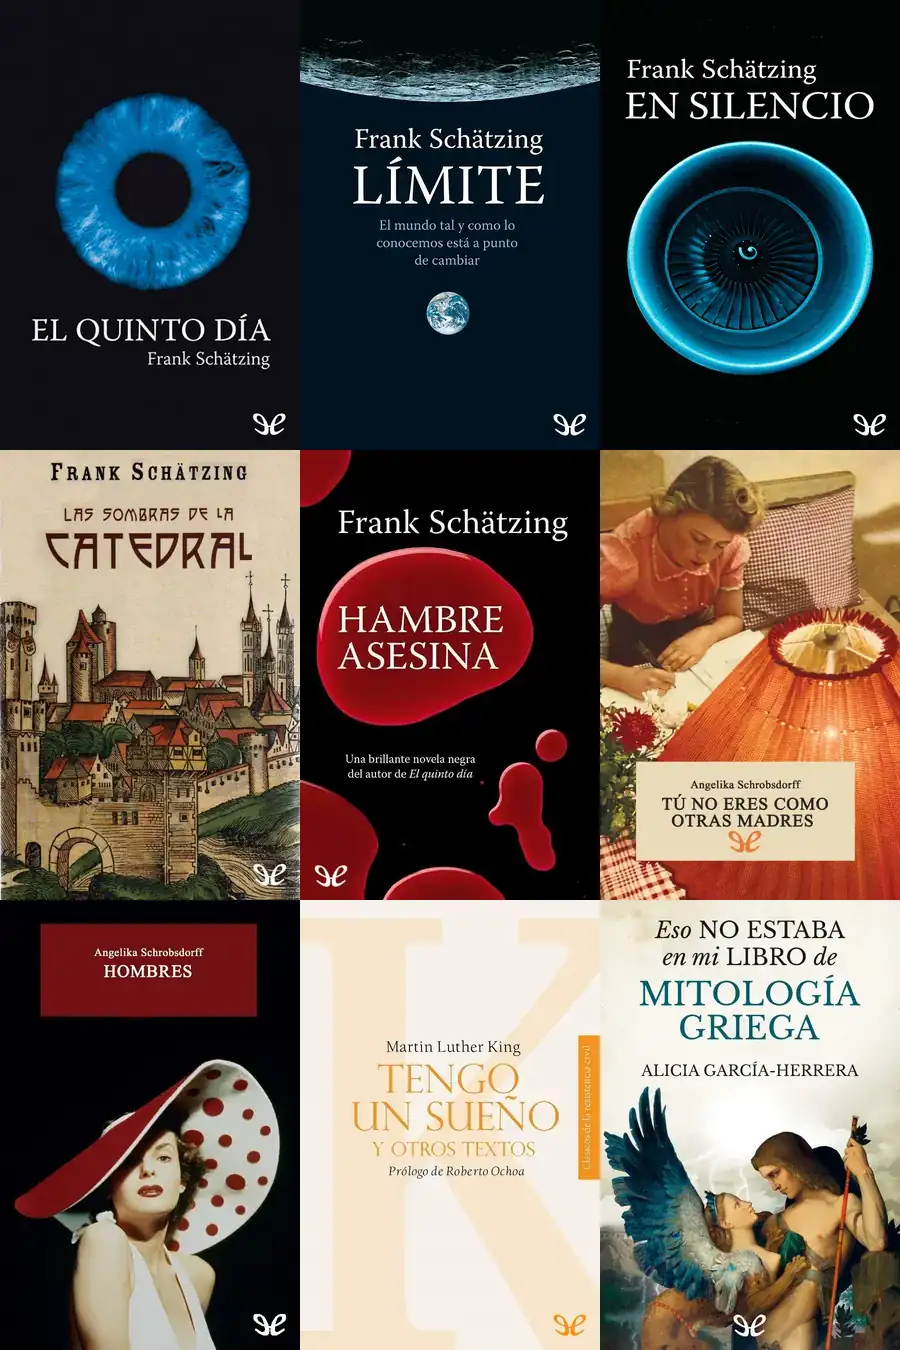 EL QUINTO DÍA
Frank Schätzing
Frank Schätzing
LÍMITE
El mundo tal y como lo
conocemos está a punto
de cambiar
Frank Schätzing
EN SILENCIO
FRANK SCHÄTZING
LAS SOMBRAS DE LA
CATEDRAL
Frank Schätzing
HAMBRE
ASESINA
Una brillante novela negra
del autor de El quinto día
Angelika Schrobsdorff
TÚ NO ERES COMO
OTRAS MADRES
Angelika Schrobsdorff
HOMBRES
K
Martin Luther King
TENGO
UN SUEÑO
Y OTROS TEXTOS
Prólogo de Roberto Ochoa
Clásicos de la resistencia civil
Eso NO ESTABA
en mi LIBRO de
MITOLOGÍA
GRIEGA
ALICIA GARCÍA-HERRERA